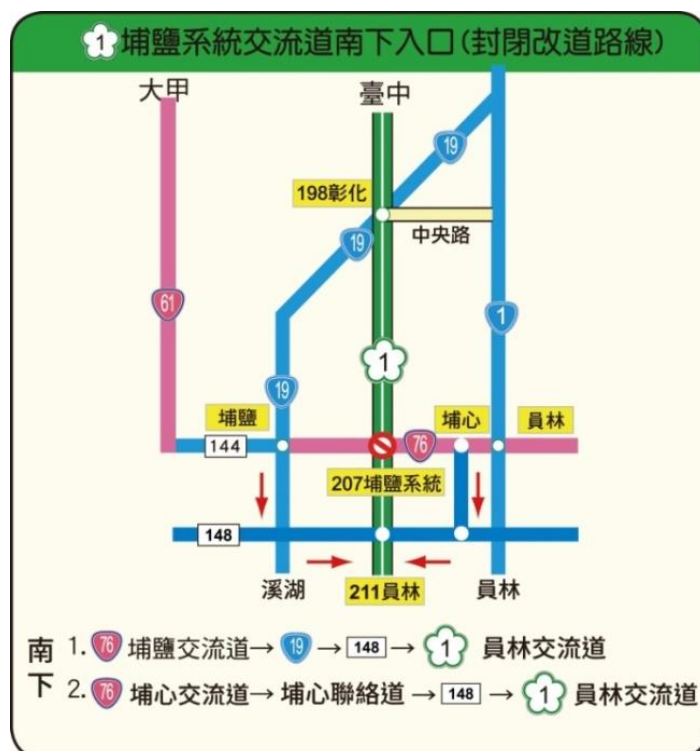 1 埔鹽系統交流道南下入口(封閉改道路線)
大甲
臺中
19
198彰化
19
中央路
61
1
1
19
埔鹽
埔心
員林
144
76
207埔鹽系統
148
溪湖
211員林
員林
南下
1. 76 埔鹽交流道→ 19 → 148 → 1 員林交流道
2. 76 埔心交流道→ 埔心聯絡道 → 148 → 1 員林交流道